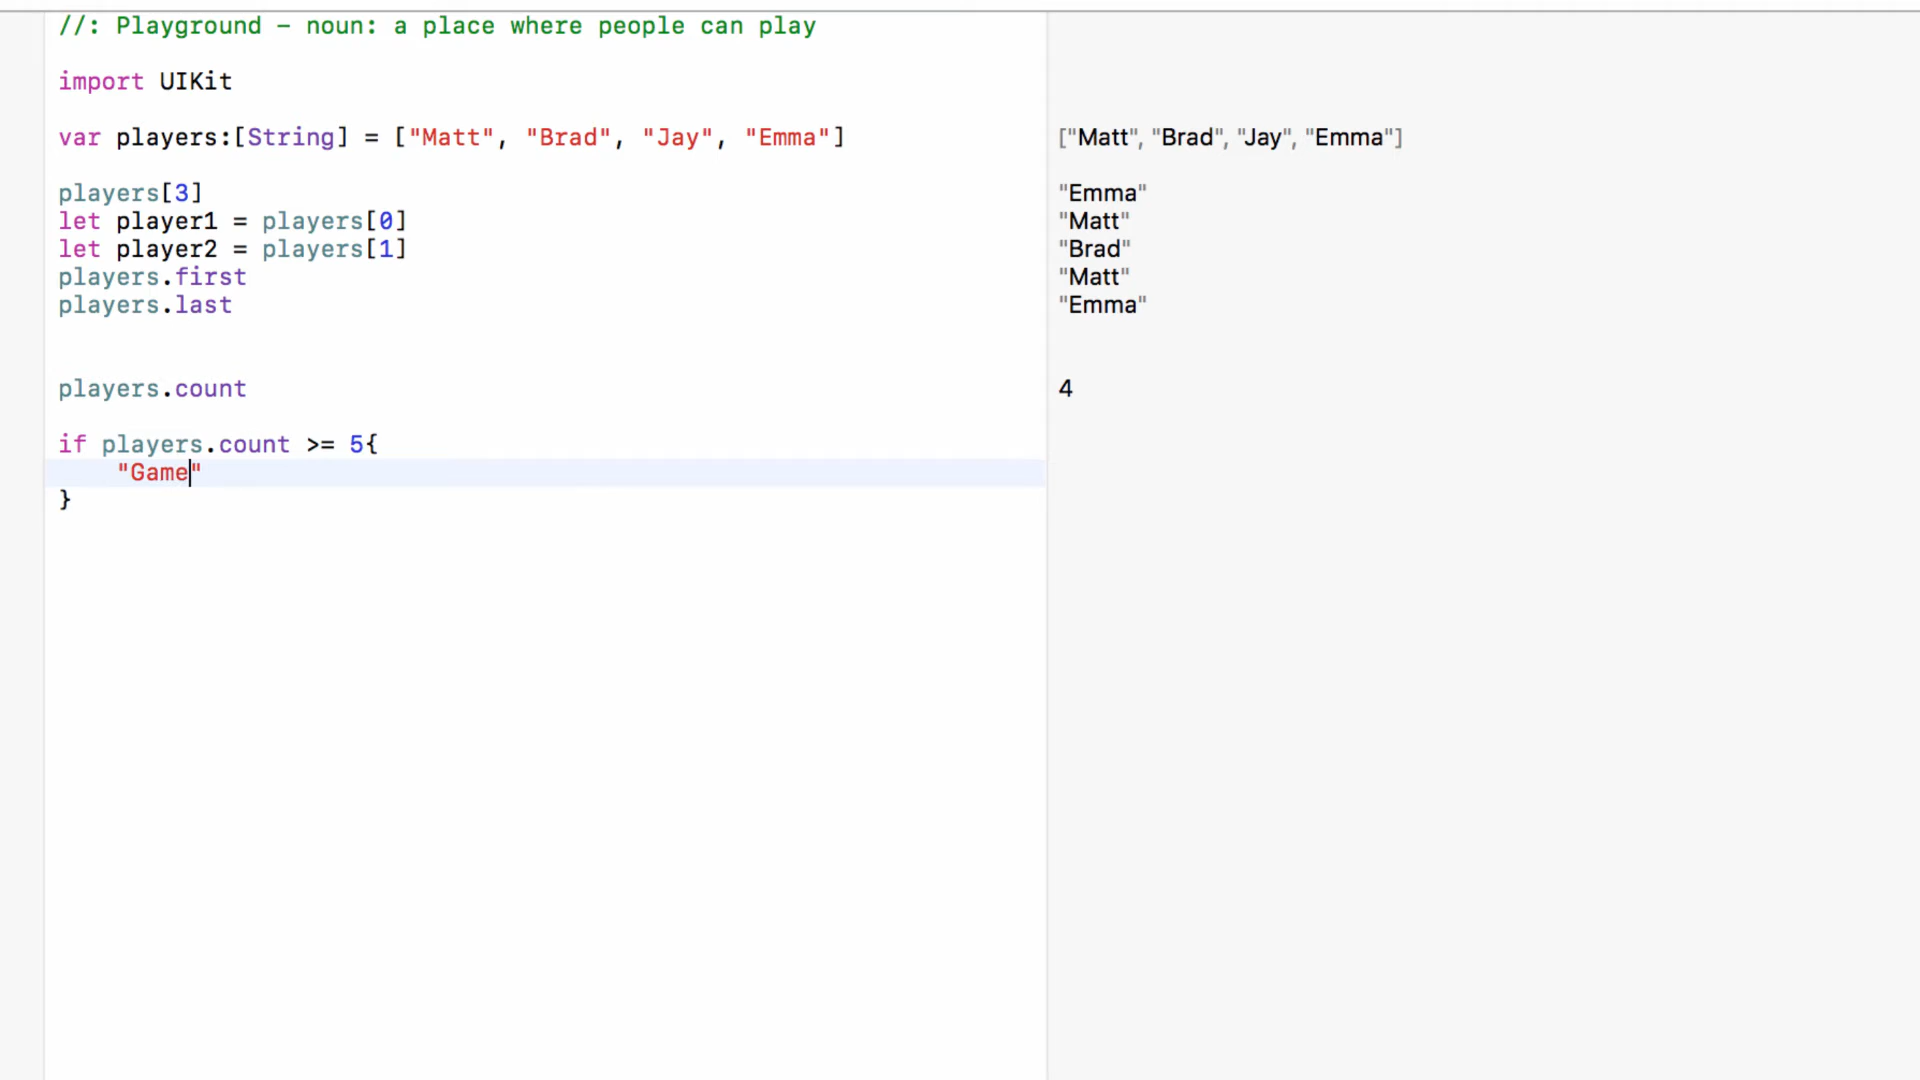 //: Playground – noun: a place where people can play
import UIKit
var players:[String] = ["Matt", "Brad", "Jay", "Emma"]
["Matt", "Brad", "Jay", "Emma"]
players[3]
"Emma"
let player1 = players[0]
"Matt"
let player2 = players[1]
"Brad"
players.first
"Matt"
players.last
"Emma"
players.count
4
if players.count >= 5{
"Game"
}